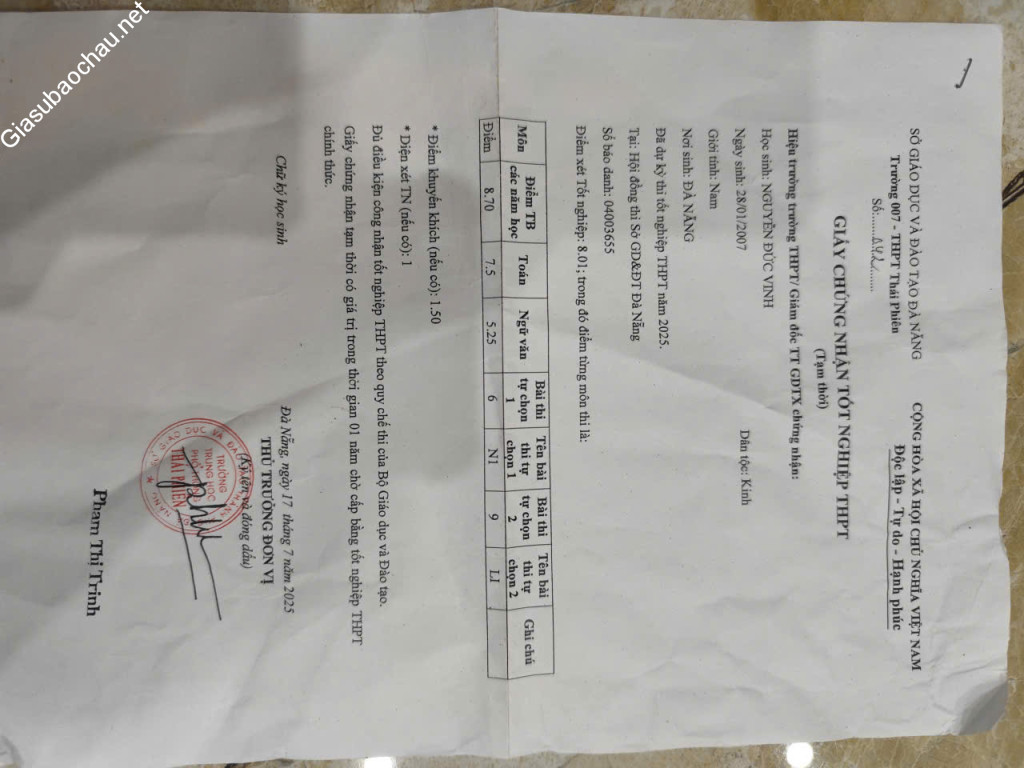 Giasubaochau.net
SỞ GIÁO DỤC VÀ ĐÀO TẠO ĐÀ NẴNG
Trường 007 - THPT Thái Phiên
Số:
CỘNG HÒA XÃ HỘI CHỦ NGHĨA VIỆT NAM
Độc lập - Tự do - Hạnh phúc
GIẤY CHỨNG NHẬN TỐT NGHIỆP THPT
(Tạm thời)
Hiệu trưởng trường THPT/ Giám đốc TT GDTX chứng nhận:
Học sinh: NGUYỄN ĐỨC VINH
Ngày sinh: 28/01/2007 Dân tộc: Kinh
Giới tính: Nam
Nơi sinh: ĐÀ NẴNG
Đã dự kỳ thi tốt nghiệp THPT năm 2025.
Tại: Hội đồng thi Sở GD&ĐT Đà Nẵng
Số báo danh: 04003655
Điểm xét Tốt nghiệp: 8.01; trong đó điểm từng môn thi là:
Môn Điểm TB các năm học Toán Ngữ văn Bài thi tự chọn 1 Tên bài thi tự chọn 1 Bài thi tự chọn 2 Tên bài thi tự chọn 2 Ghi chú
Điểm 8.70 7.5 5.25 6 N1 9 LI
* Điểm khuyến khích (nếu có): 1.50
* Diện xét TN (nếu có): 1
Đủ điều kiện công nhận tốt nghiệp THPT theo quy chế thi của Bộ Giáo dục và Đào tạo.
Giấy chứng nhận tạm thời có giá trị trong thời gian 01 năm chờ cấp bằng tốt nghiệp THPT
chính thức.
Chữ ký học sinh
Đà Nẵng, ngày 17 tháng 7 năm 2025
THỦ TRƯỞNG ĐƠN VỊ
(Ký tên và đóng dấu)
TRƯỜNG
TRUNG HỌC
PHỔ THÔNG
THÁI PHIÊN
Phạm Thị Trinh